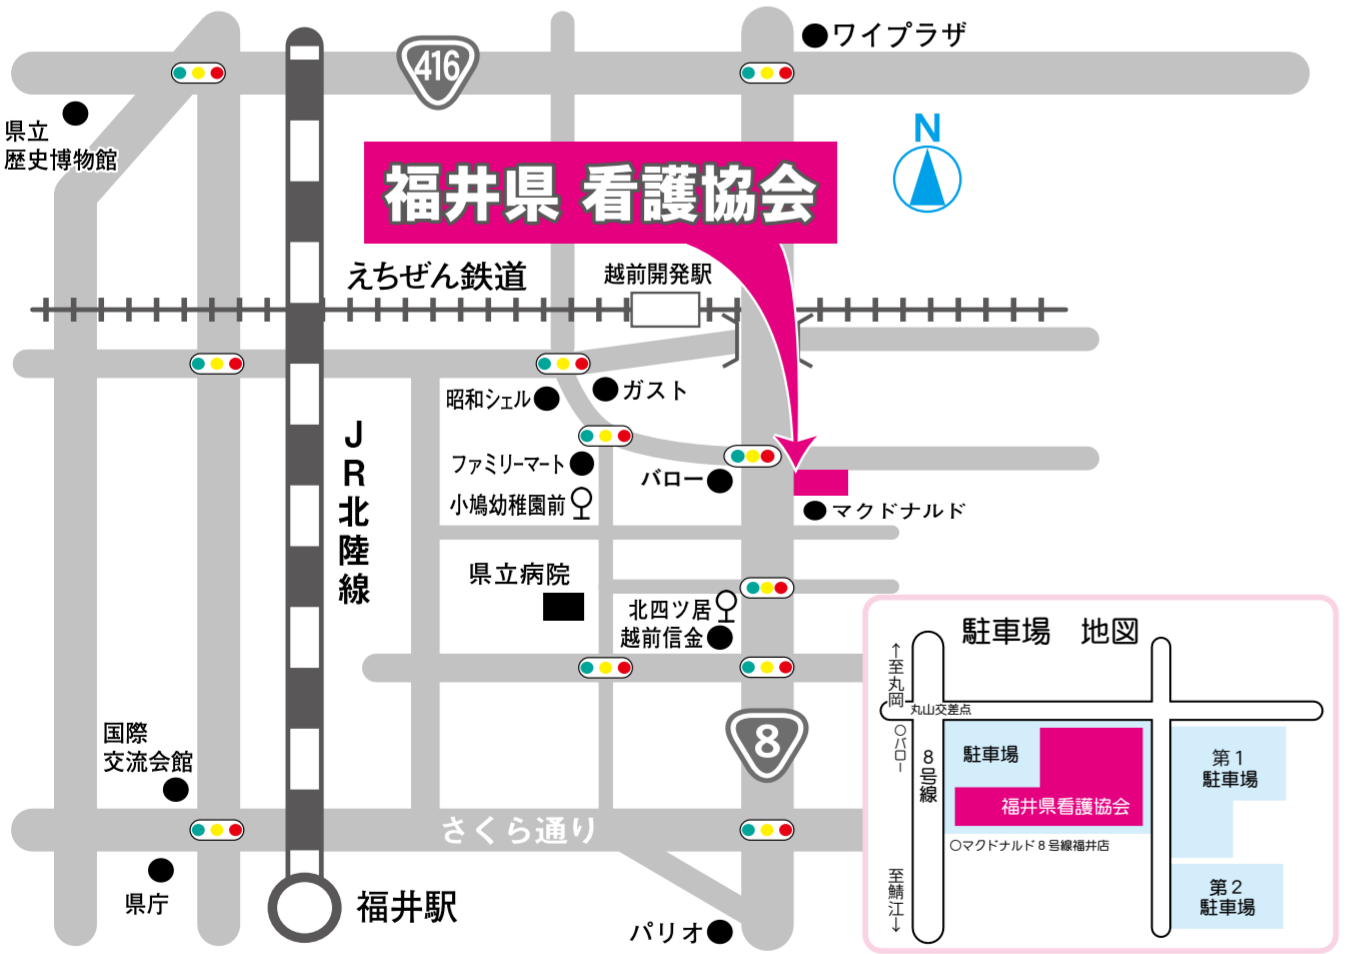 ワイプラザ
416
県立
歴史博物館
N
福井県 看護協会
えちぜん鉄道
越前開発駅
昭和シェル
ガスト
JR北陸線
ファミリーマート
バロー
小鳩幼稚園前
マクドナルド
県立病院
北四ツ居
越前信金
8
国際
交流会館
さくら通り
県庁
福井駅
パリオ
駐車場 地図
←至丸岡
丸山交差点
○バロー
8号線
駐車場
福井県看護協会
第1
駐車場
○マクドナルド8号線福井店
至鯖江→
第2
駐車場